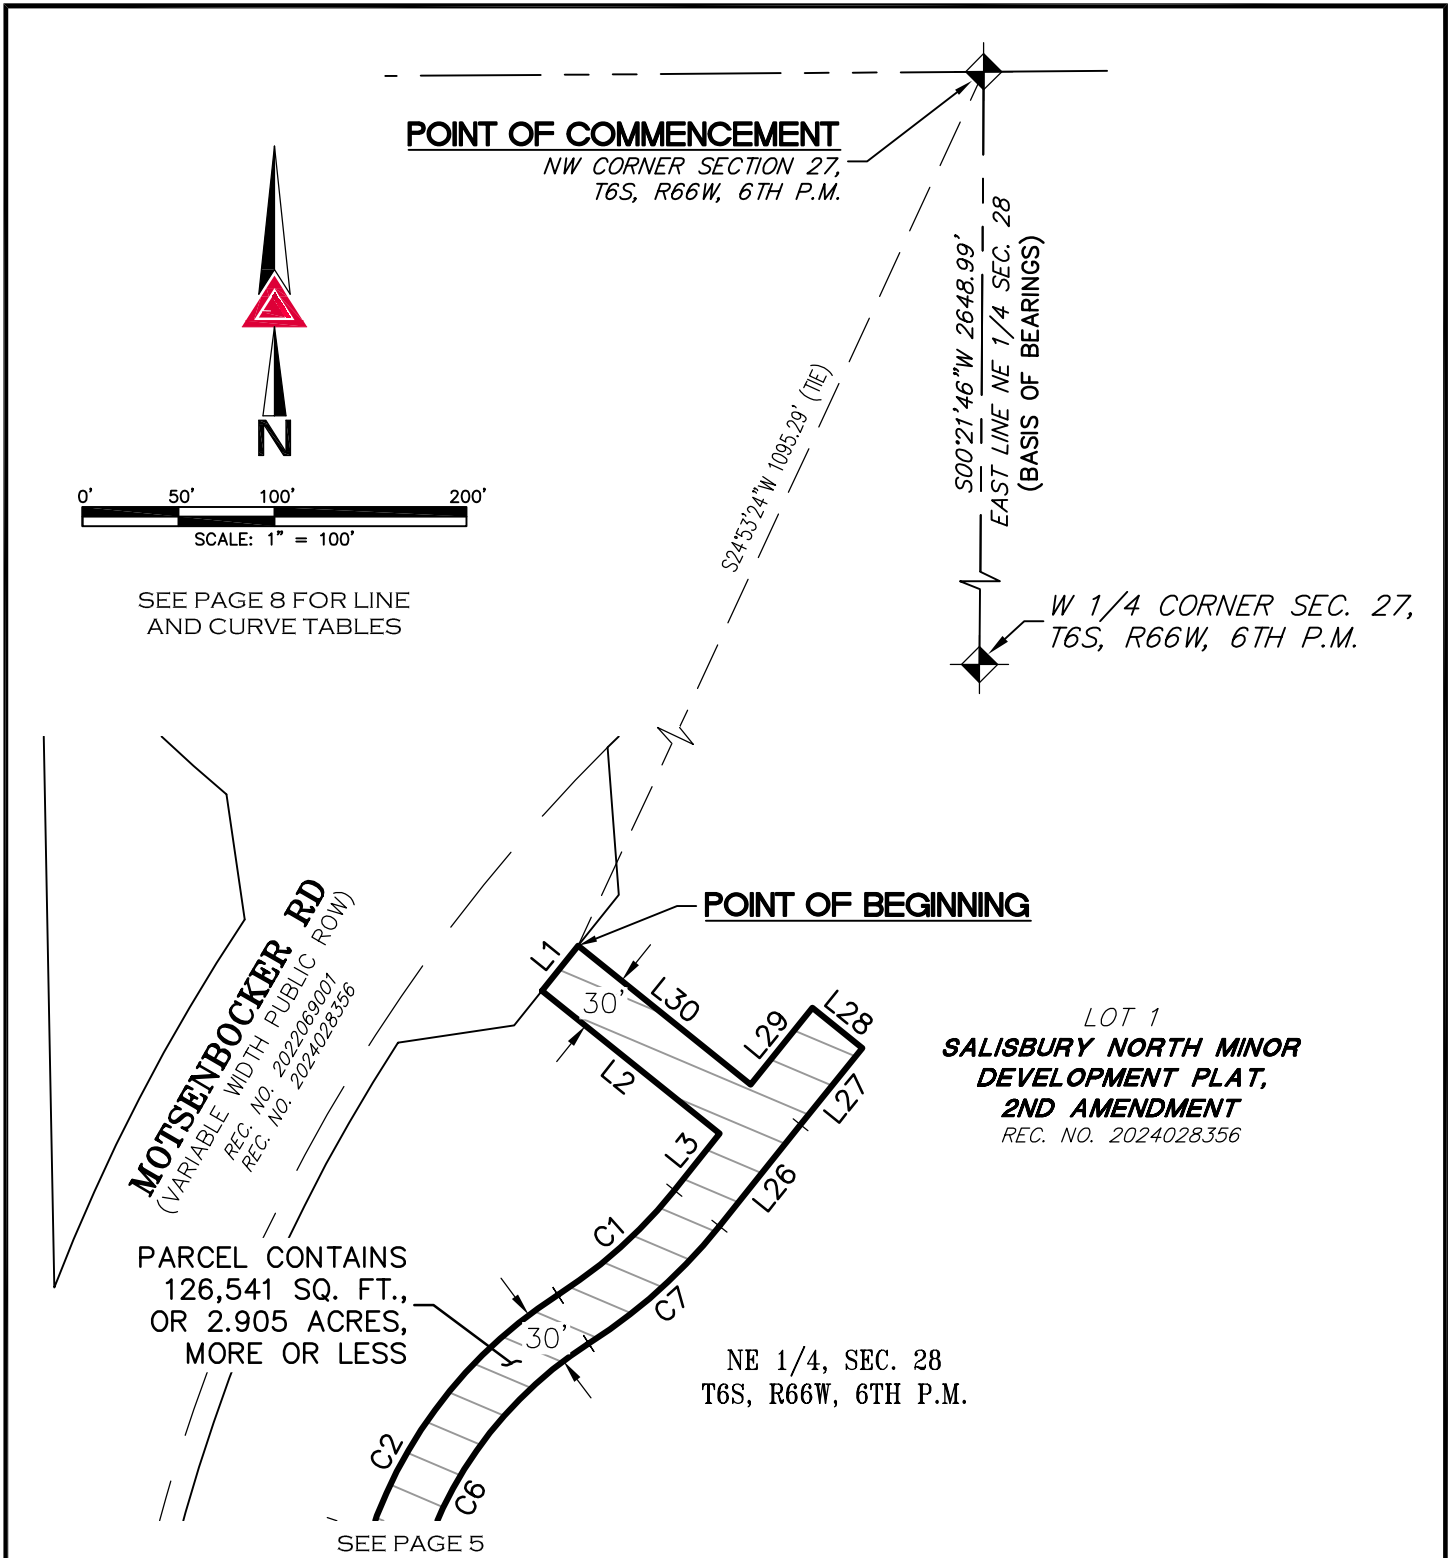 POINT OF COMMENCEMENT
NW CORNER SECTION 27,
T6S, R66W, 6TH P.M.
S00°21'46"W 2648.99'
EAST LINE NE 1/4 SEC. 28
(BASIS OF BEARINGS)
N
0' 50' 100' 200'
SCALE: 1" = 100'
S24°53'24"W 1095.29' (TIE)
SEE PAGE 8 FOR LINE
AND CURVE TABLES
W 1/4 CORNER SEC. 27,
T6S, R66W, 6TH P.M.
POINT OF BEGINNING
MOTSENBOCKER RD
(VARIABLE WIDTH PUBLIC ROW)
REC. NO. 2022069001
REC. NO. 2024028356
L1
30'
L30
L29
L28
L2
L27
L3
L26
LOT 1
SALISBURY NORTH MINOR
DEVELOPMENT PLAT,
2ND AMENDMENT
REC. NO. 2024028356
C1
C7
PARCEL CONTAINS
126,541 SQ. FT.,
OR 2.905 ACRES,
MORE OR LESS
30'
NE 1/4, SEC. 28
T6S, R66W, 6TH P.M.
C2
C6
SEE PAGE 5